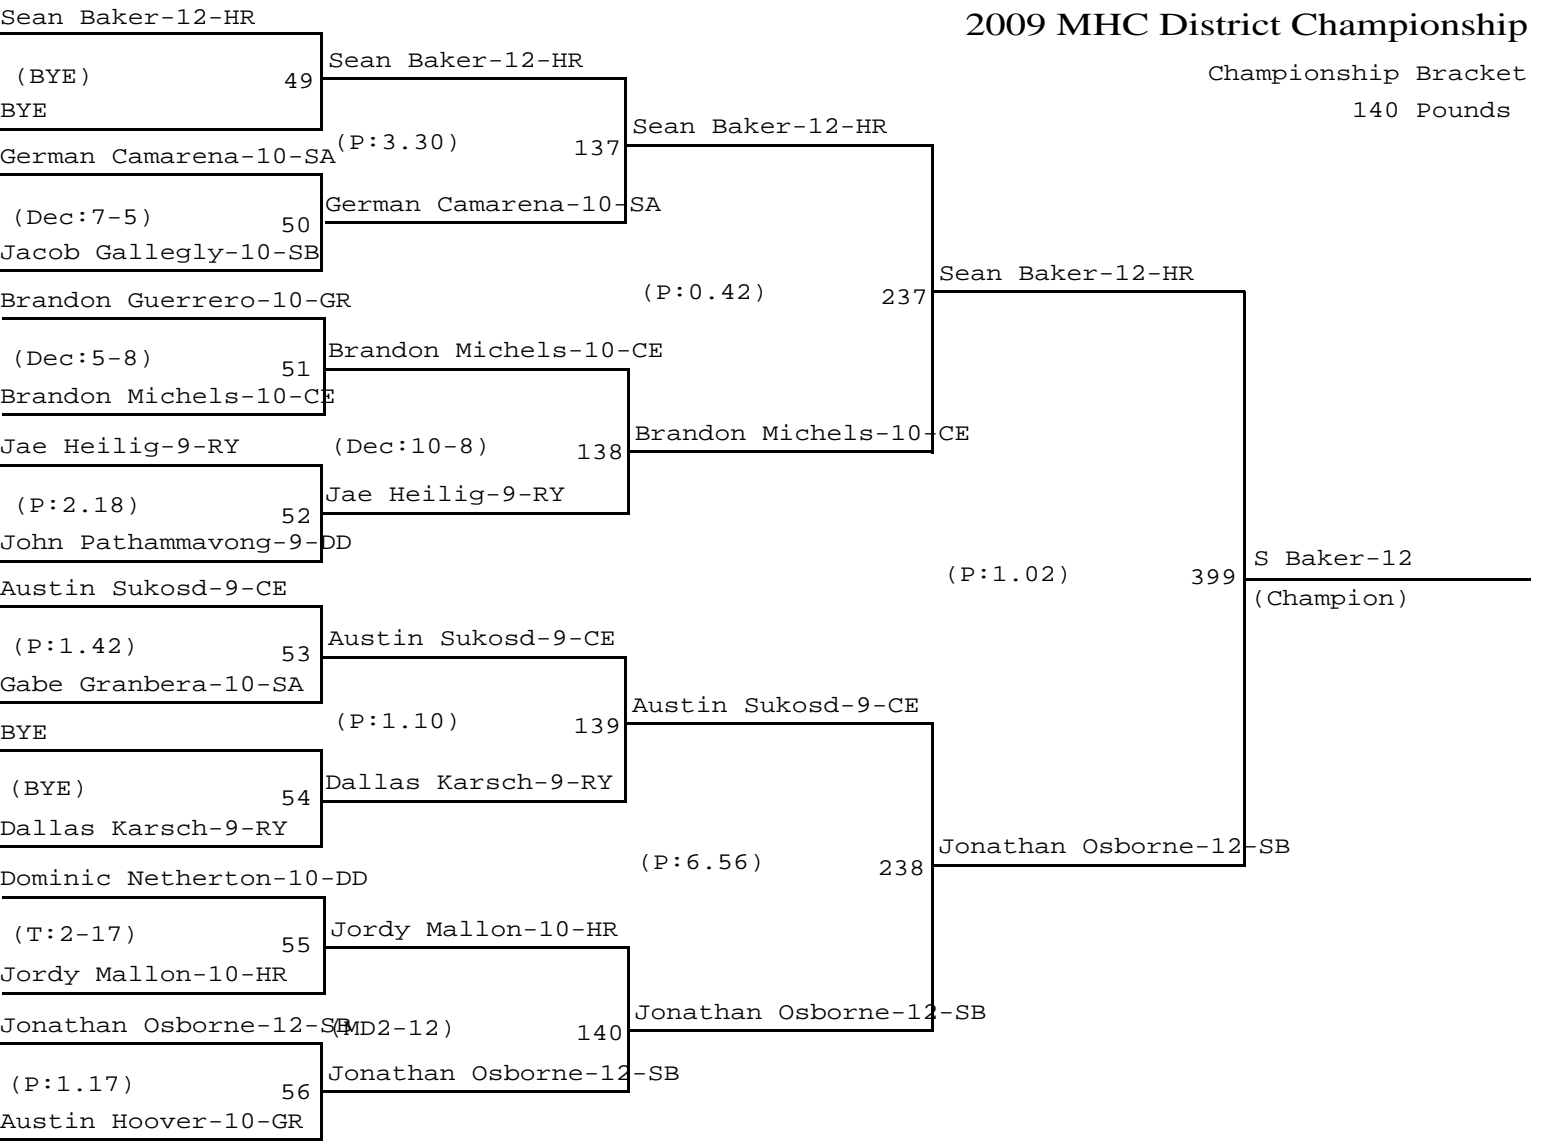 2009 MHC District Championship
Championship Bracket
140 Pounds
Sean Baker-12-HR
(BYE)
49
BYE
German Camarena-10-SA
(Dec:7-5)
50
Jacob Gallegly-10-SB
Brandon Guerrero-10-GR
(Dec:5-8)
51
Brandon Michels-10-CE
Jae Heilig-9-RY
(P:2.18)
52
John Pathammavong-9-DD
Austin Sukosd-9-CE
(P:1.42)
53
Gabe Granbera-10-SA
BYE
(BYE)
54
Dallas Karsch-9-RY
Dominic Netherton-10-DD
(T:2-17)
55
Jordy Mallon-10-HR
Jonathan Osborne-12-SB
(P:1.17)
56
Austin Hoover-10-GR
Sean Baker-12-HR
(P:3.30)
137
German Camarena-10-SA
Brandon Michels-10-CE
(Dec:10-8)
138
Jae Heilig-9-RY
Austin Sukosd-9-CE
(P:1.10)
139
Dallas Karsch-9-RY
Jordy Mallon-10-HR
(MD2-12)
140
Jonathan Osborne-12-SB
Sean Baker-12-HR
(P:0.42)
237
Brandon Michels-10-CE
Austin Sukosd-9-CE
(P:6.56)
238
Jonathan Osborne-12-SB
Sean Baker-12-HR
(P:1.02)
399
Jonathan Osborne-12-SB
S Baker-12
(Champion)